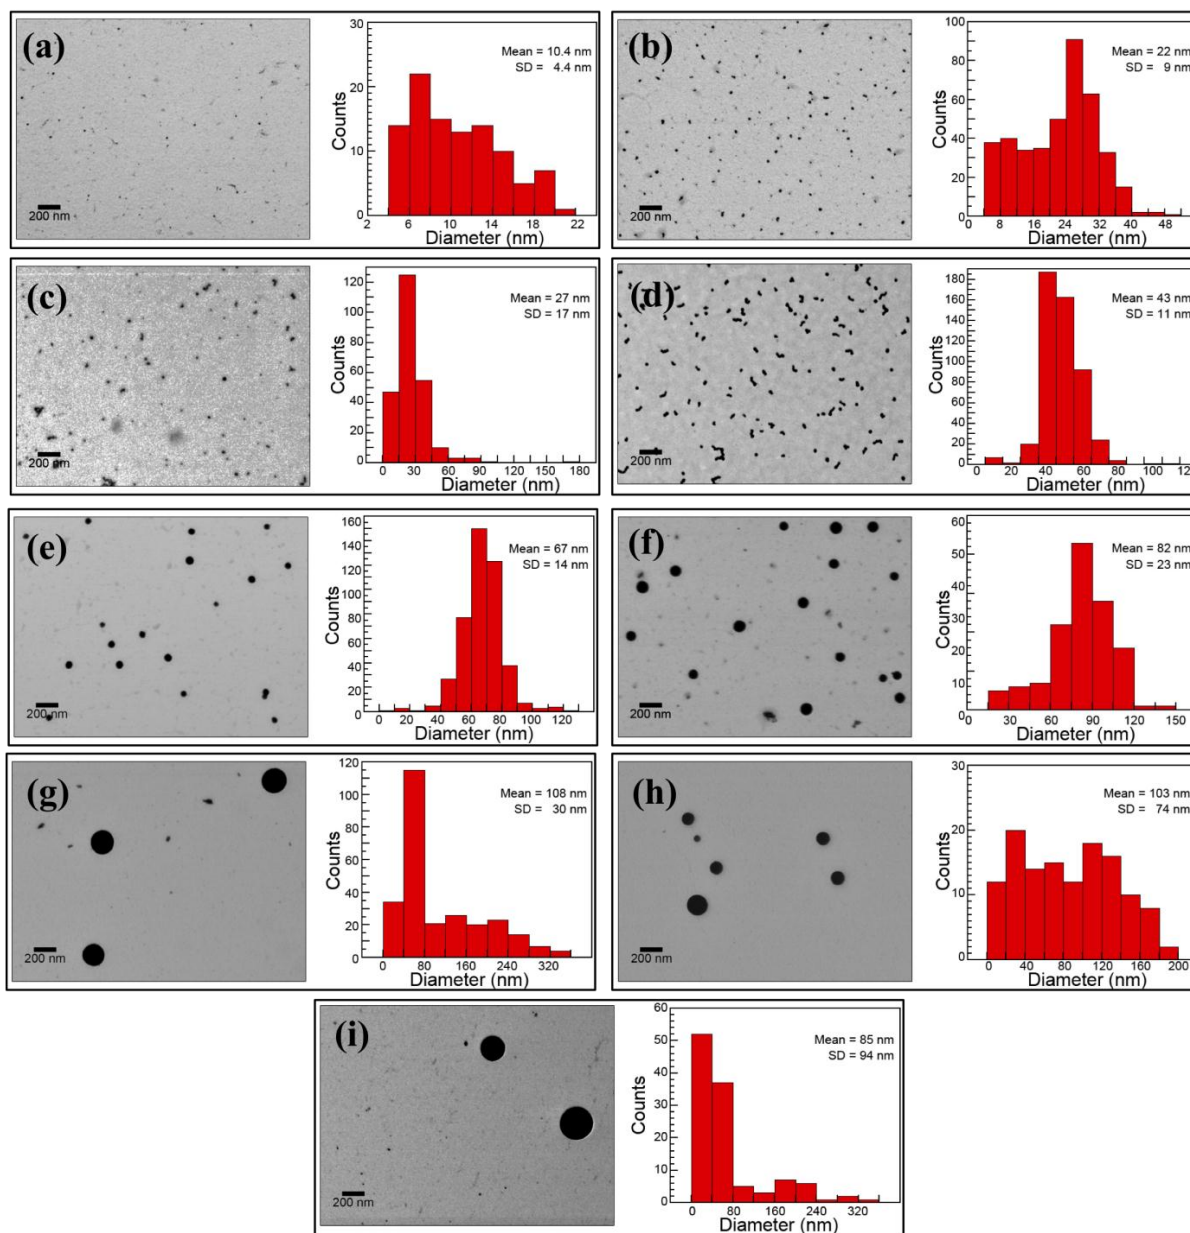 (a)
200 nm
Counts
30
20
10
0
Mean = 10.4 nm
SD = 4.4 nm
2 6 10 14 18 22
Diameter (nm)
(b)
200 nm
Counts
100
80
60
40
20
0
Mean = 22 nm
SD = 9 nm
0 8 16 24 32 40 48
Diameter (nm)
(c)
200 nm
Counts
120
100
80
60
40
20
0
Mean = 27 nm
SD = 17 nm
0 30 60 90 120 150 180
Diameter (nm)
(d)
200 nm
Counts
180
160
140
120
100
80
60
40
20
0
Mean = 43 nm
SD = 11 nm
0 20 40 60 80 100 120
Diameter (nm)
(e)
200 nm
Counts
160
140
120
100
80
60
40
20
0
Mean = 67 nm
SD = 14 nm
0 20 40 60 80 100 120
Diameter (nm)
(f)
200 nm
Counts
60
50
40
30
20
10
0
Mean = 82 nm
SD = 23 nm
0 30 60 90 120 150
Diameter (nm)
(g)
200 nm
Counts
120
100
80
60
40
20
0
Mean = 108 nm
SD = 30 nm
0 80 160 240 320
Diameter (nm)
(h)
200 nm
Counts
30
20
10
0
Mean = 103 nm
SD = 74 nm
0 40 80 120 160 200
Diameter (nm)
(i)
200 nm
Counts
60
50
40
30
20
10
0
Mean = 85 nm
SD = 94 nm
0 80 160 240 320
Diameter (nm)